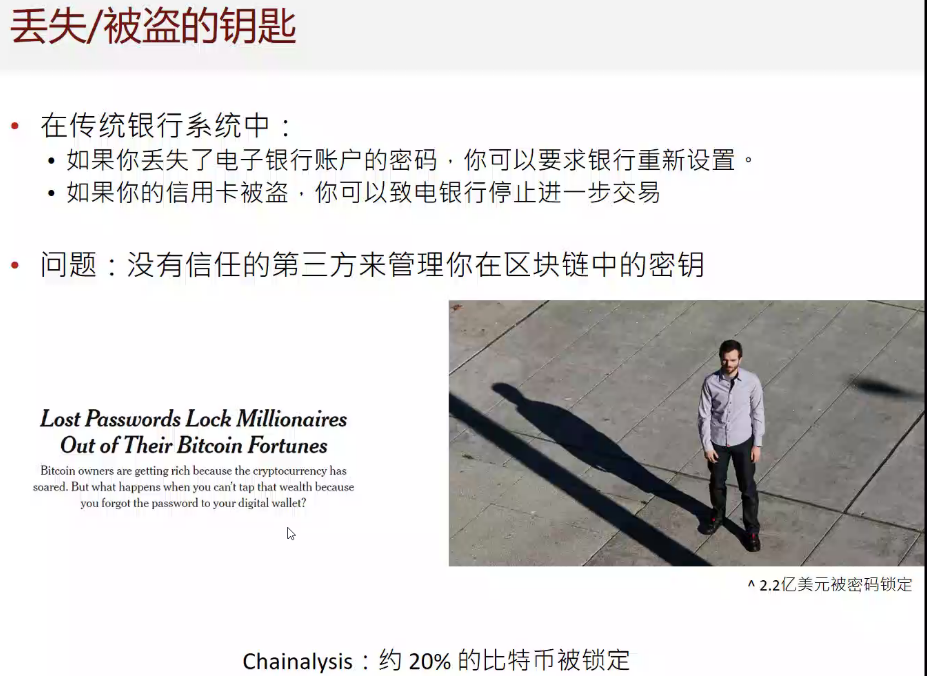 丢失/被盗的钥匙
• 在传统银行系统中：
• 如果你丢失了电子银行账户的密码，你可以要求银行重新设置。
• 如果你的信用卡被盗，你可以致电银行停止进一步交易
• 问题：没有信任的第三方来管理你在区块链中的密钥
Lost Passwords Lock Millionaires
Out of Their Bitcoin Fortunes
Bitcoin owners are getting rich because the cryptocurrency has
soared. But what happens when you can't tap that wealth because
you forgot the password to your digital wallet?
^ 2.2亿美元被密码锁定
Chainalysis：约 20% 的比特币被锁定